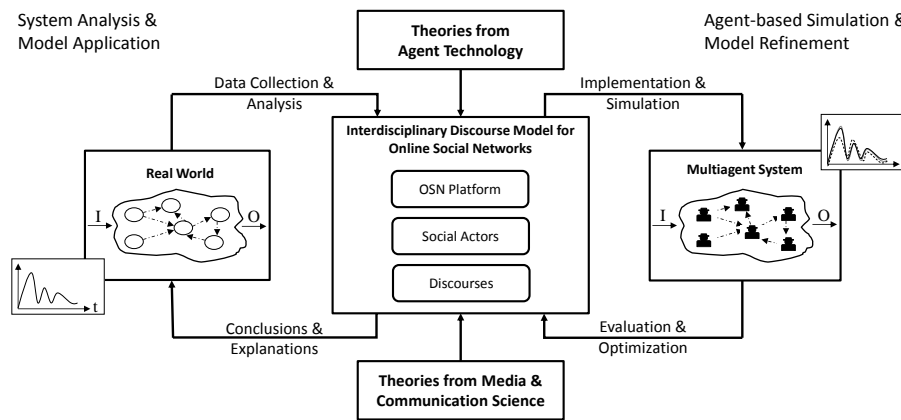 System Analysis &
Model Application
Theories from
Agent Technology
Agent-based Simulation &
Model Refinement
Data Collection &
Analysis
Implementation &
Simulation
Interdisciplinary Discourse Model for
Online Social Networks
OSN Platform
Social Actors
Discourses
Real World
I
O
t
Multiagent System
I
O
Conclusions &
Explanations
Evaluation &
Optimization
Theories from Media &
Communication Science